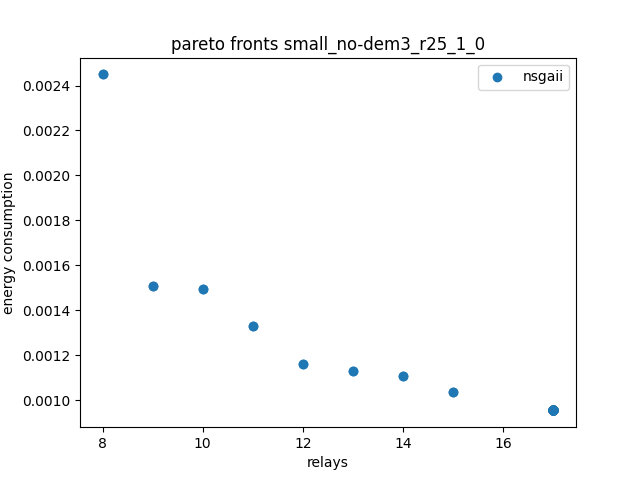 pareto fronts small_no-dem3_r25_1_0
nsgaii
0.0024
0.0022
0.0020
0.0018
0.0016
0.0014
0.0012
0.0010
energy consumption
8 10 12 14 16
relays